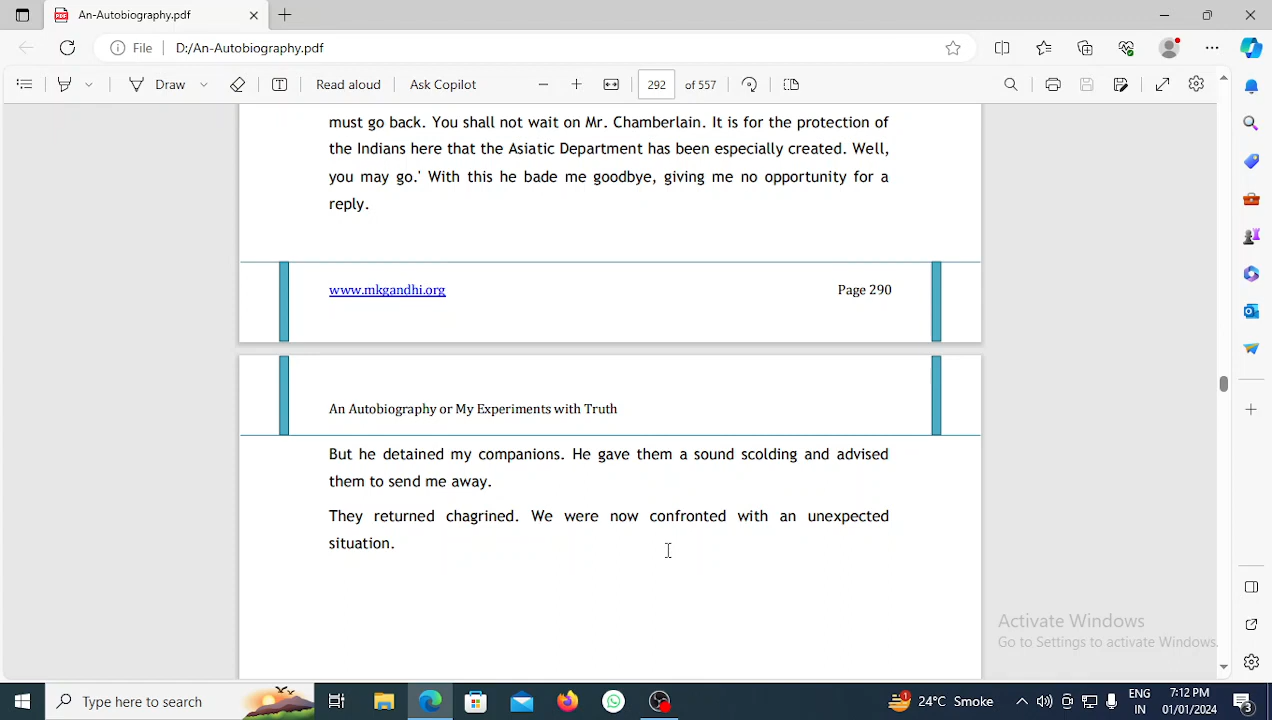 An-Autobiography.pdf
File D:/An-Autobiography.pdf
Draw Read aloud Ask Copilot 292 of 557
must go back. You shall not wait on Mr. Chamberlain. It is for the protection of
the Indians here that the Asiatic Department has been especially created. Well,
you may go.' With this he bade me goodbye, giving me no opportunity for a
reply.
www.mkgandhi.org Page 290
An Autobiography or My Experiments with Truth
But he detained my companions. He gave them a sound scolding and advised
them to send me away.
They returned chagrined. We were now confronted with an unexpected
situation.
Activate Windows
Go to Settings to activate Windows.
Type here to search
1
24°C Smoke
ENG
IN
7:12 PM
01/01/2024
3